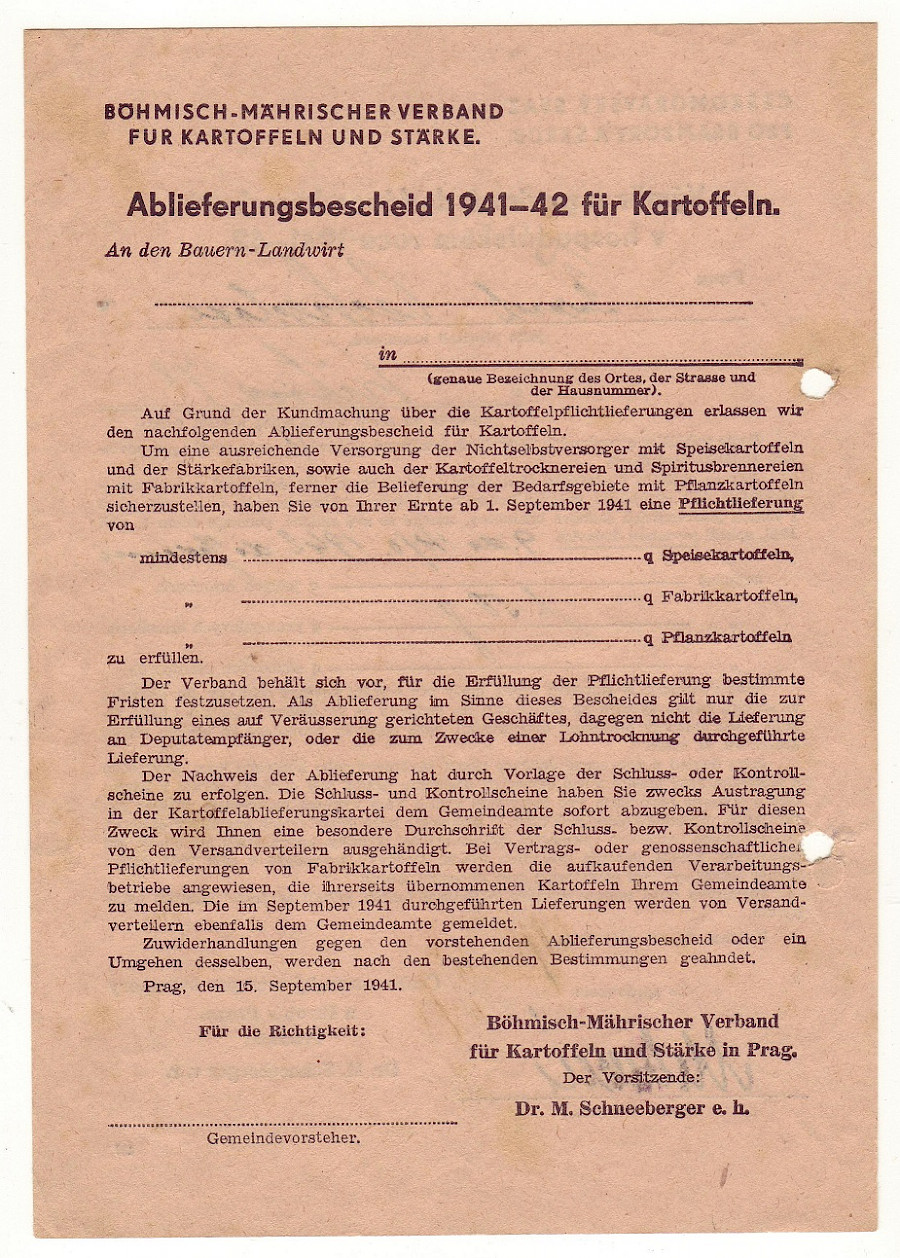 BÖHMISCH-MÄHRISCHER VERBAND
FÜR KARTOFFELN UND STÄRKE.
Ablieferungsbescheid 1941–42 für Kartoffeln.
An den Bauern-Landwirt
in
(genaue Bezeichnung des Ortes, der Strasse und
der Hausnummer).
Auf Grund der Kundmachung über die Kartoffelpflichtlieferungen erlassen wir
den nachfolgenden Ablieferungsbescheid für Kartoffeln.
Um eine ausreichende Versorgung der Nichtselbstversorger mit Speisekartoffeln
und der Stärkefabriken, sowie auch der Kartoffeltrocknereien und Spiritusbrennereien
mit Fabrikkartoffeln, ferner die Belieferung der Bedarfsgebiete mit Pflanzkartoffeln
sicherzustellen, haben Sie von Ihrer Ernte ab 1. September 1941 eine Pflichtlieferung
von
mindestens q Speisekartoffeln,
„ q Fabrikkartoffeln,
„ q Pflanzkartoffeln
zu erfüllen.
Der Verband behält sich vor, für die Erfüllung der Pflichtlieferung bestimmte
Fristen festzusetzen. Als Ablieferung im Sinne dieses Bescheides gilt nur die zur
Erfüllung eines auf Veräusserung gerichteten Geschäftes, dagegen nicht die Lieferung
an Deputatempfänger, oder die zum Zwecke einer Lohntrocknung durchgeführte
Lieferung.
Der Nachweis der Ablieferung hat durch Vorlage der Schluss- oder Kontroll-
scheine zu erfolgen. Die Schluss- und Kontrollscheine haben Sie zwecks Austragung
in der Kartoffelablieferungskartei dem Gemeindeamte sofort abzugeben. Für diesen
Zweck wird Ihnen eine besondere Durchschrift der Schluss- bezw. Kontrollscheine
von den Versandverteilern ausgehändigt. Bei Vertrags- oder genossenschaftlichen
Pflichtlieferungen von Fabrikkartoffeln werden die aufkaufenden Verarbeitungs-
betriebe angewiesen, die ihrerseits übernommenen Kartoffeln Ihrem Gemeindeamte
zu melden. Die im September 1941 durchgeführten Lieferungen werden von Versand-
verteilern ebenfalls dem Gemeindeamte gemeldet.
Zuwiderhandlungen gegen den vorstehenden Ablieferungsbescheid oder ein
Umgehen desselben, werden nach den bestehenden Bestimmungen geahndet.
Prag, den 15. September 1941.
Für die Richtigkeit:
Böhmisch-Mährischer Verband
für Kartoffeln und Stärke in Prag.
Der Vorsitzende:
Dr. M. Schneeberger e. h.
Gemeindevorsteher.